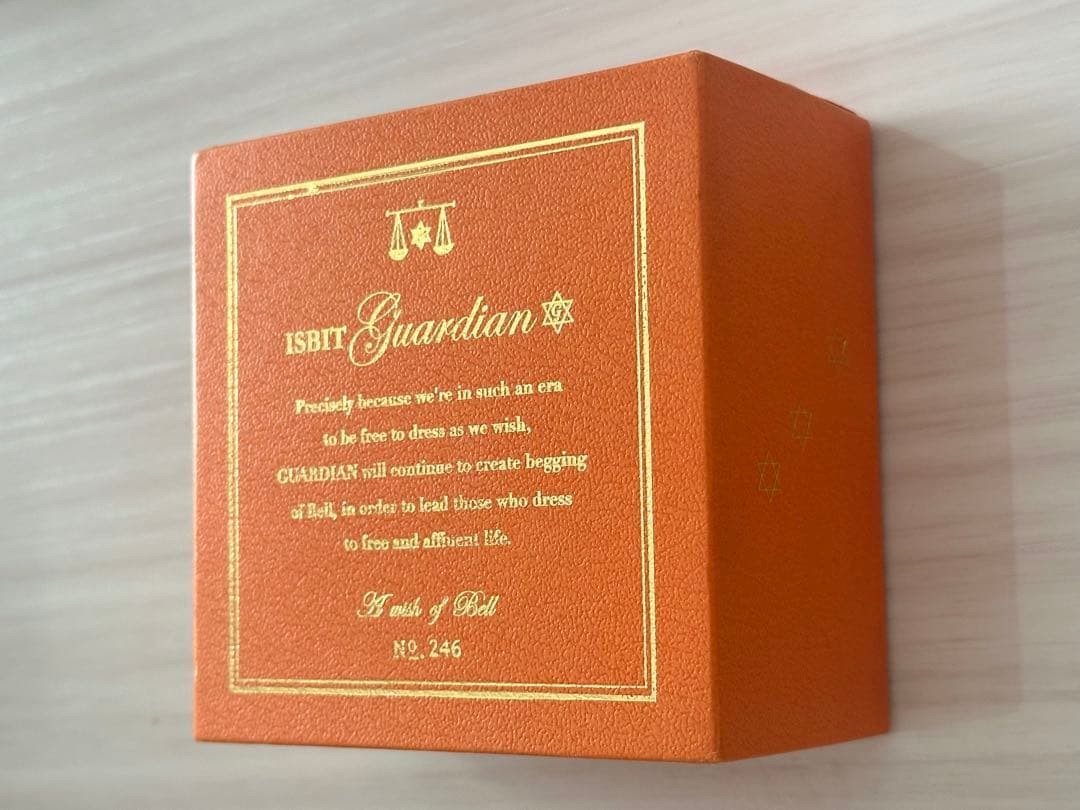 ISBIT Guardian G
Precisely because we're in such an era
to be free to dress as we wish,
GUARDIAN will continue to create begging
of Bell, in order to lead those who dress
to free and affluent life.
A wish of Bell
No. 246